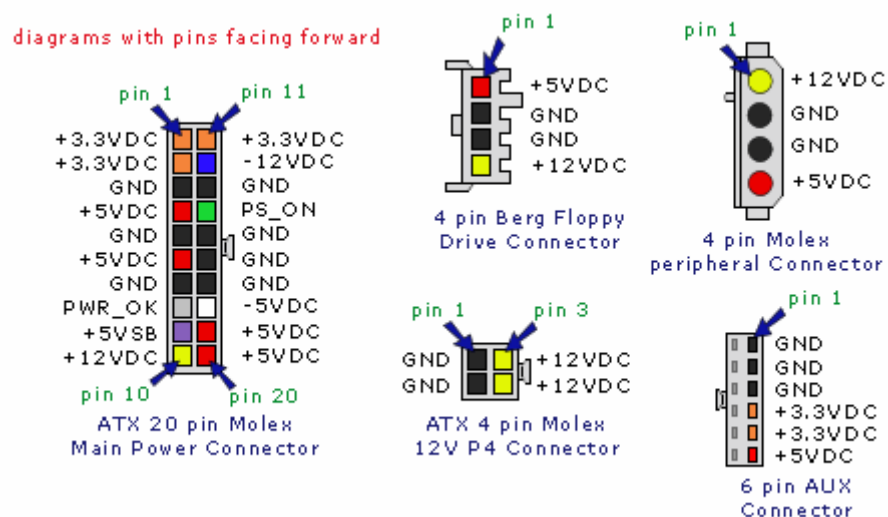 diagrams with pins facing forward
pin 1
pin 11
+3.3VDC
+3.3VDC
+3.3VDC
-12VDC
GND
GND
+5VDC
PS_ON
GND
GND
+5VDC
GND
GND
GND
PWR_OK
-5VDC
+5VSB
+5VDC
+12VDC
+5VDC
pin 10
pin 20
ATX 20 pin Molex
Main Power Connector
pin 1
+5VDC
GND
GND
+12VDC
4 pin Berg Floppy
Drive Connector
pin 1
+12VDC
GND
GND
+5VDC
4 pin Molex
peripheral Connector
pin 1
pin 3
GND
+12VDC
GND
+12VDC
ATX 4 pin Molex
12V P4 Connector
pin 1
GND
GND
GND
+3.3VDC
+3.3VDC
+5VDC
6 pin AUX
Connector